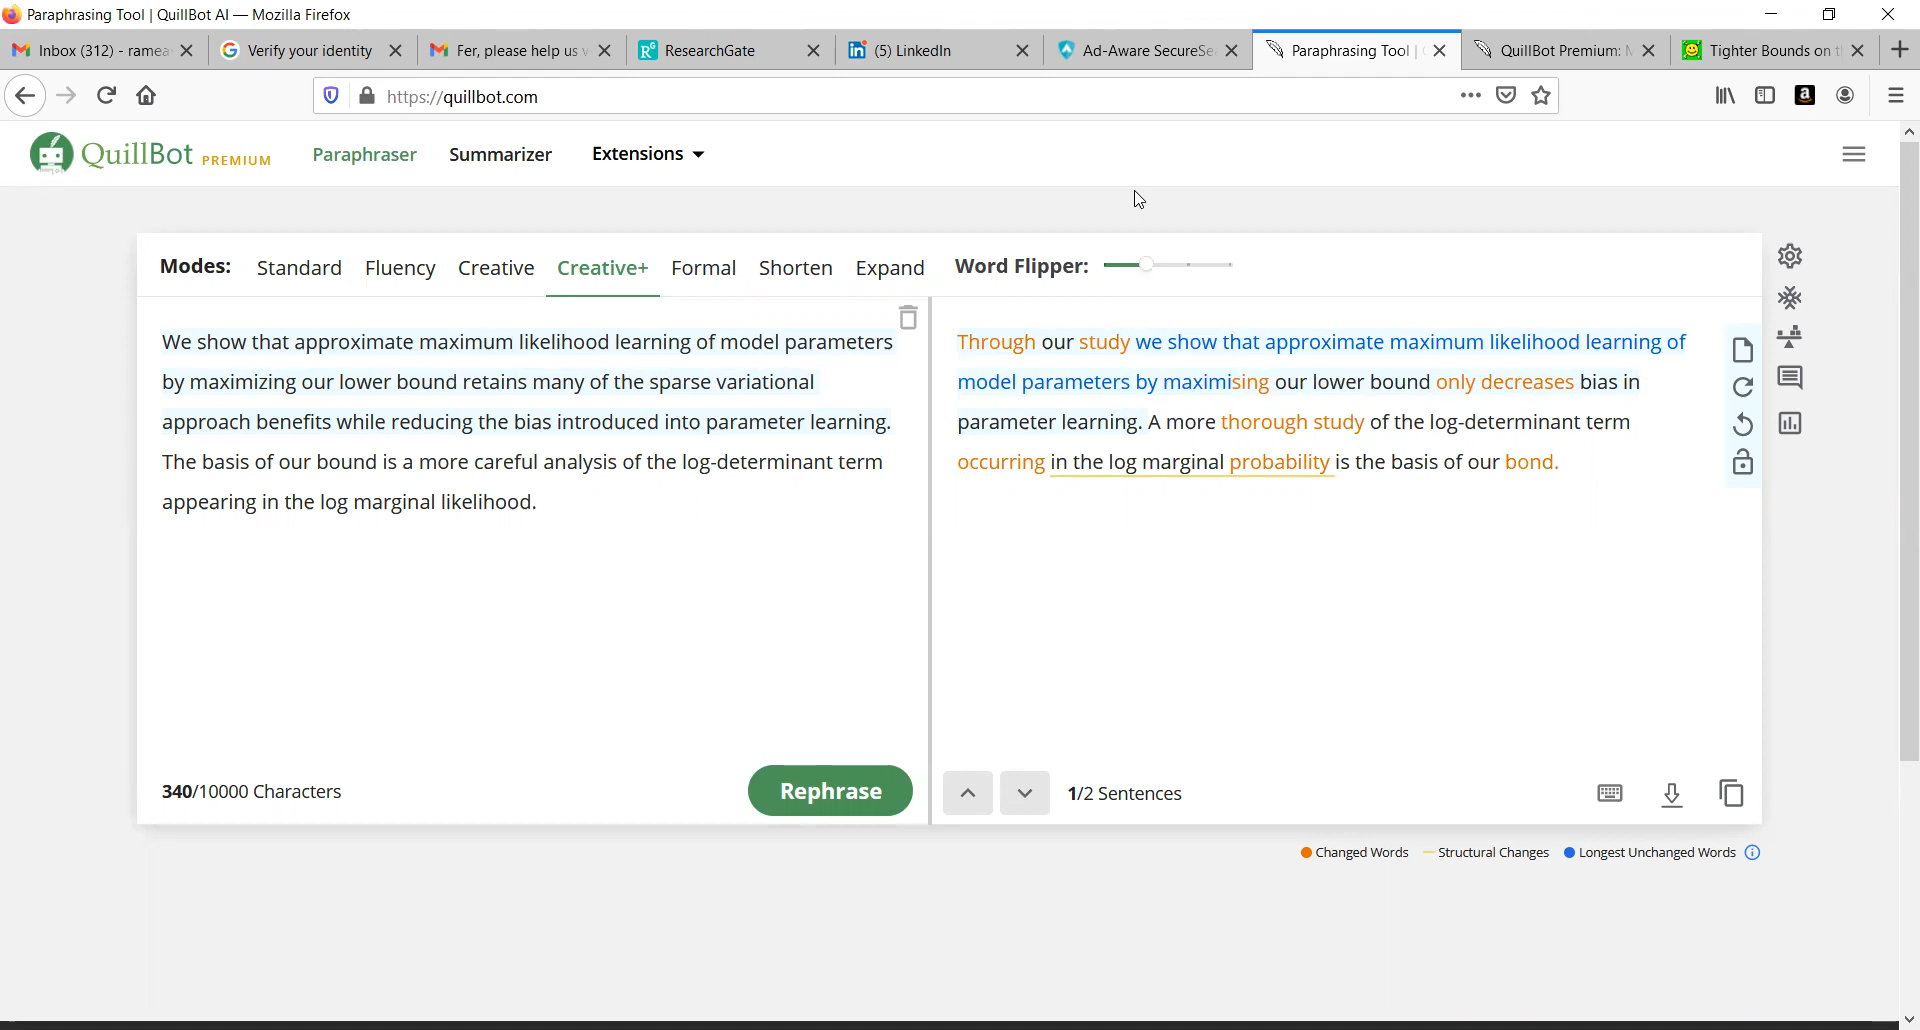 Paraphrasing Tool | QuillBot AI — Mozilla Firefox
Inbox (312) - ramea
Verify your identity
Fer, please help us v
ResearchGate
(5) LinkedIn
Ad-Aware SecureSe
Paraphrasing Tool |
QuillBot Premium:
Tighter Bounds on
https://quillbot.com
QuillBot PREMIUM
Paraphraser
Summarizer
Extensions
Modes:
Standard
Fluency
Creative
Creative+
Formal
Shorten
Expand
Word Flipper:
We show that approximate maximum likelihood learning of model parameters
by maximizing our lower bound retains many of the sparse variational
approach benefits while reducing the bias introduced into parameter learning.
The basis of our bound is a more careful analysis of the log-determinant term
appearing in the log marginal likelihood.
340/10000 Characters
Rephrase
Through our study we show that approximate maximum likelihood learning of
model parameters by maximising our lower bound only decreases bias in
parameter learning. A more thorough study of the log-determinant term
occurring in the log marginal probability is the basis of our bond.
1/2 Sentences
Changed Words
Structural Changes
Longest Unchanged Words